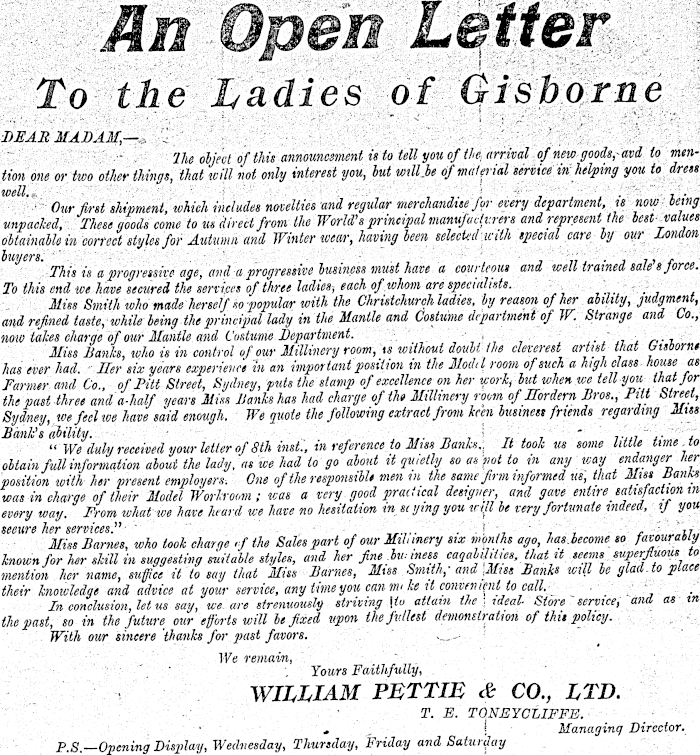 An Open Letter
To the Ladies of Gisborne
DEAR MADAM,—
The object of this announcement is to tell you of the arrival of new goods, avd to men-
tion one or two other things, that will not only interest you, but will be of material service in helping you to dress
well.
Our first shipment, which includes novelties and regular merchandise for every department, is now being
unpacked, These goods come to us direct from the World's principal manufacturers and represent the best values
obtainable in correct styles for Autumn and Winter wear, having been selected with special care by our London
buyers.
This is a progressive age, and a progressive business must have a courteous and well trained sale's force.
To this end we have secured the services of three ladies, each of whom are specialists.
Miss Smith who made herself so popular with the Christchurch ladies, by reason of her ability, judgment,
and refined taste, while being the principal lady in the Mantle and Costume department of W. Strange and Co.,
now takes charge of our Mantle and Costume Department.
Miss Banks, who is in control of our Millinery room, is without doubt the cleverest artist that Gisborne
has ever had. Her six years experience in an important position in the Model room of such a high class house as
Farmer and Co., of Pitt Street, Sydney, puts the stamp of excellence on her work, but when we tell you that for
the past three and a-half years Miss Banks has had charge of the Millinery room of Hordern Bros., Pitt Street,
Sydney, we feel we have said enough. We quote the following extract from keen business friends regarding Miss
Bank's ability.
" We duly received your letter of 8th inst., in reference to Miss Banks. It took us some little time to
obtain full information about the lady, as we had to go about it quietly so as not to in any way endanger her
position with her present employers. One of the responsible men in the same firm informed us, that Miss Banks
was in charge of their Model Workroom ; was a very good practical designer, and gave entire satisfaction in
every way. From what we have heard we have no hesitation in saying you will be very fortunate indeed, if you
secure her services."
Miss Barnes, who took charge of the Sales part of our Millinery six months ago, has become so favourably
known for her skill in suggesting suitable styles, and her fine business cagabilities, that it seems superfluous to
mention her name, suffice it to say that Miss Barnes, Miss Smith, and Miss Banks will be glad to place
their knowledge and advice at your service, any time you can make it convenient to call.
In conclusion, let us say, we are strenuously striving to attain the ideal Store service, and as in
the past, so in the future our efforts will be fixed upon the fullest demonstration of this policy.
With our sincere thanks for past favors.
We remain,
Yours Faithfully,
WILLIAM PETTIE & CO., LTD.
T. E. TONEYCLIFFE.
Managing Director.
P.S.—Opening Display, Wednesday, Thursday, Friday and Saturday